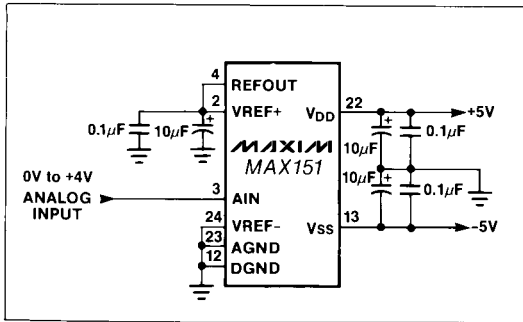 4
REFOUT
2
VREF+
0.1µF
10µF
+
MAXIM
MAX151
0V to +4V
ANALOG
INPUT
3
AIN
24
VREF-
23
AGND
12
DGND
22
VDD
+5V
+
10µF
0.1µF
10µF
+
0.1µF
13
VSS
-5V